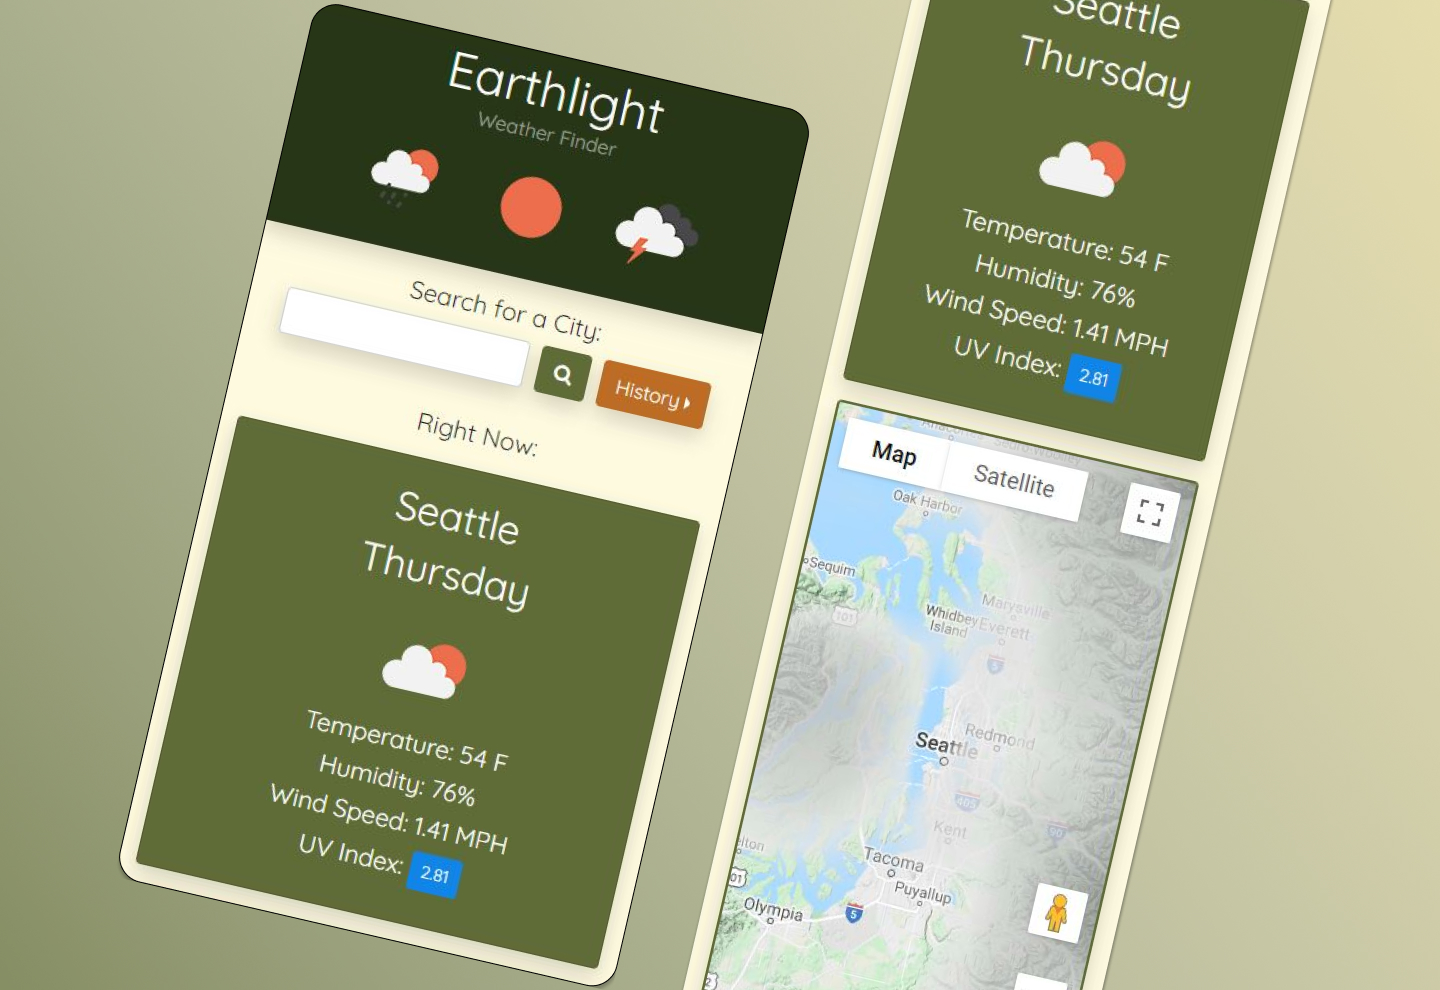 Earthlight
Weather Finder
Search for a City:
History
Right Now:
Seattle
Thursday
Temperature: 54 F
Humidity: 76%
Wind Speed: 1.41 MPH
UV Index: 2.81
Seattle
Thursday
Temperature: 54 F
Humidity: 76%
Wind Speed: 1.41 MPH
UV Index: 2.81
Map
Satellite
Oak Harbor
Sequim
Marysville
101
Whidbey
Island
Everett
5
Seattle
Redmond
405
Kent
90
Tacoma
Puyallup
5
Olympia